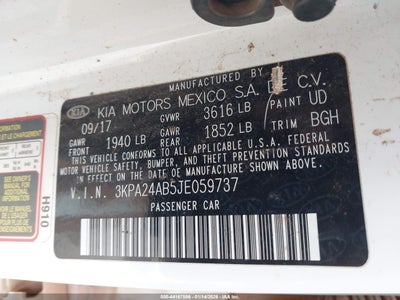 MANUFACTURED BY
KIA KIA MOTORS MEXICO S.A. DE C.V.
09/17 GVWR 3616 LB PAINT UD
GAWR FRT 1940 LB GAWR REAR 1852 LB TRIM BGH
THIS VEHICLE CONFORMS TO ALL APPLICABLE U.S.A. FEDERAL
MOTOR VEHICLE SAFETY, BUMPER, AND THEFT PREVENTION
STANDARDS IN EFFECT ON THE DATE OF MANUFACTURE SHOWN ABOVE.
V.I.N. 3KPA24AB5JE059737
PASSENGER CAR
H910